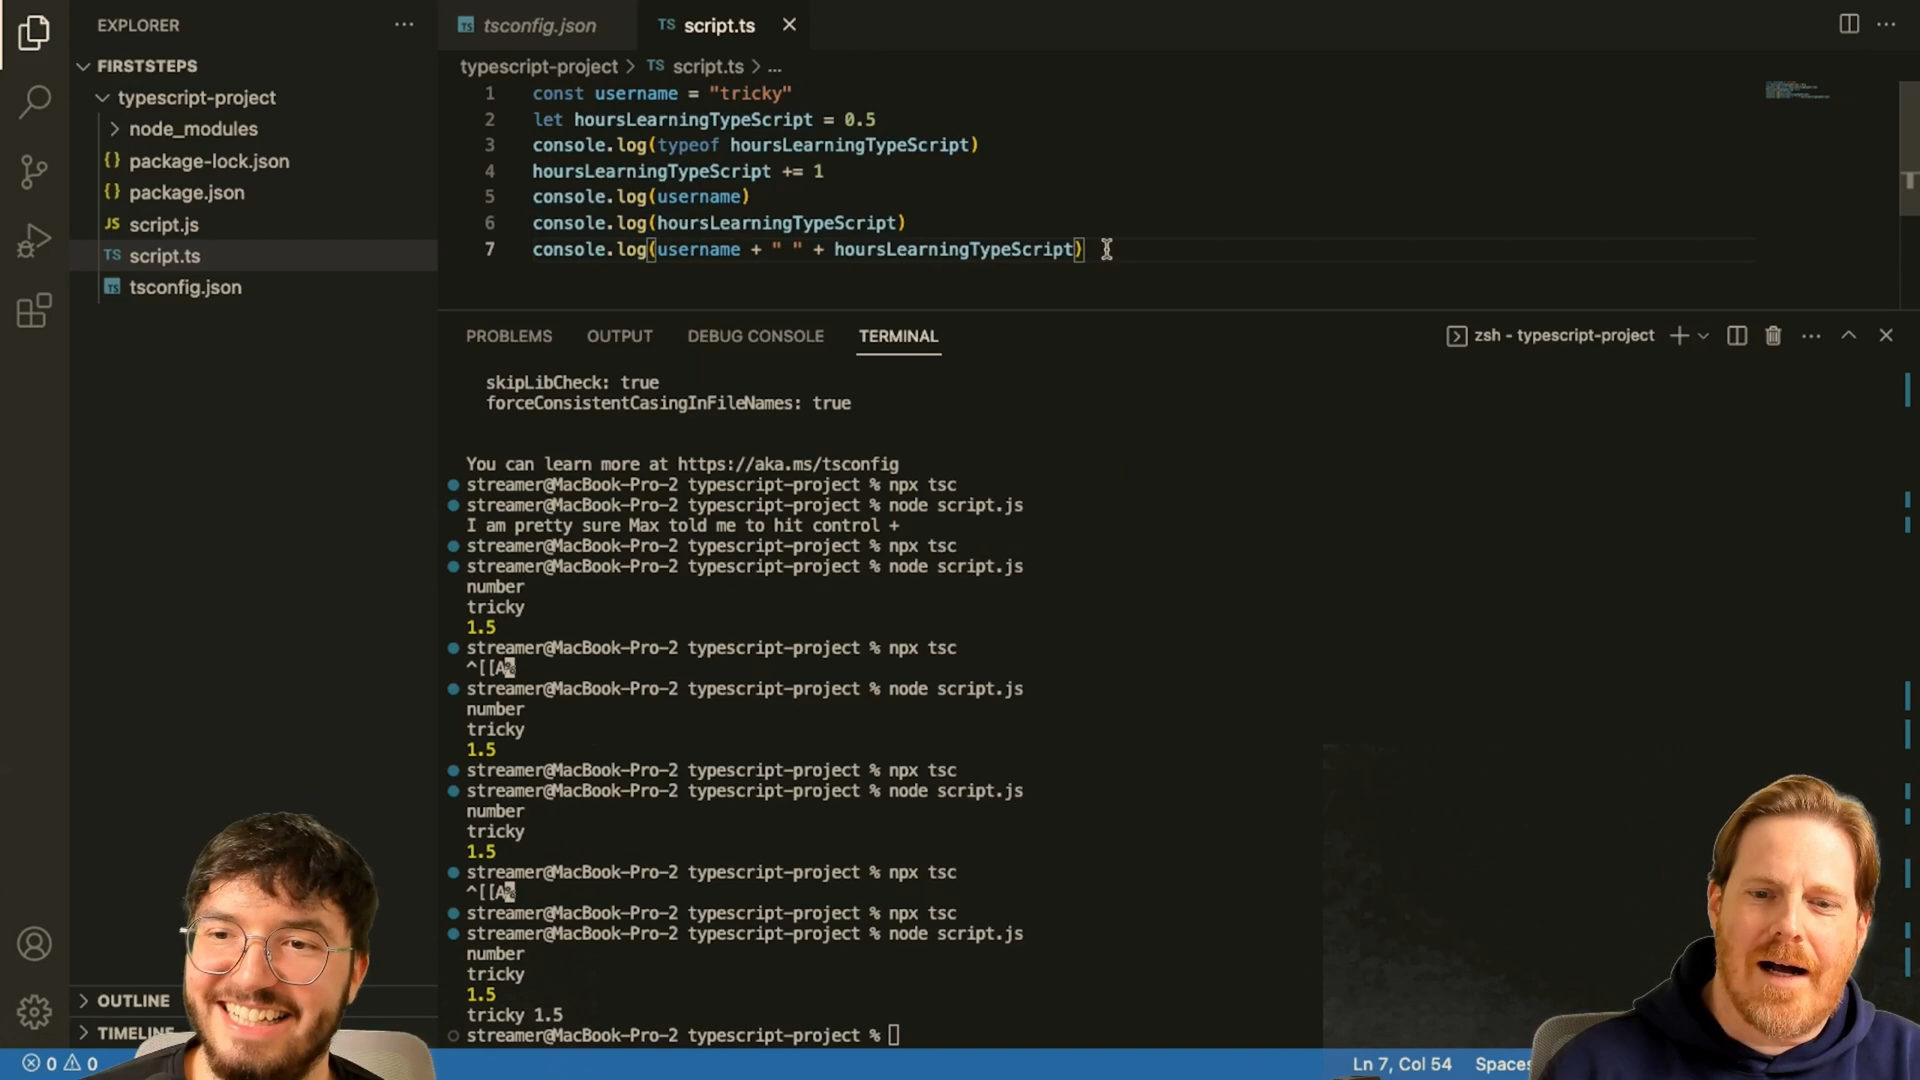 EXPLORER
FIRSTSTEPS
typescript-project
node_modules
{} package-lock.json
{} package.json
JS script.js
TS script.ts
TS tsconfig.json
OUTLINE
TIMELINE
TS tsconfig.json
TS script.ts
typescript-project > TS script.ts > ...
1 const username = "tricky"
2 let hoursLearningTypeScript = 0.5
3 console.log(typeof hoursLearningTypeScript)
4 hoursLearningTypeScript += 1
5 console.log(username)
6 console.log(hoursLearningTypeScript)
7 console.log(username + " " + hoursLearningTypeScript)
PROBLEMS OUTPUT DEBUG CONSOLE TERMINAL
zsh - typescript-project
skipLibCheck: true
forceConsistentCasingInFileNames: true
You can learn more at https://aka.ms/tsconfig
streamer@MacBook-Pro-2 typescript-project % npx tsc
streamer@MacBook-Pro-2 typescript-project % node script.js
I am pretty sure Max told me to hit control +
streamer@MacBook-Pro-2 typescript-project % npx tsc
streamer@MacBook-Pro-2 typescript-project % node script.js
number
tricky
1.5
streamer@MacBook-Pro-2 typescript-project % npx tsc
^[[A%
streamer@MacBook-Pro-2 typescript-project % node script.js
number
tricky
1.5
streamer@MacBook-Pro-2 typescript-project % npx tsc
streamer@MacBook-Pro-2 typescript-project % node script.js
number
tricky
1.5
streamer@MacBook-Pro-2 typescript-project % npx tsc
^[[A%
streamer@MacBook-Pro-2 typescript-project % npx tsc
streamer@MacBook-Pro-2 typescript-project % node script.js
number
tricky
1.5
tricky 1.5
streamer@MacBook-Pro-2 typescript-project %
0 0
Ln 7, Col 54 Spaces